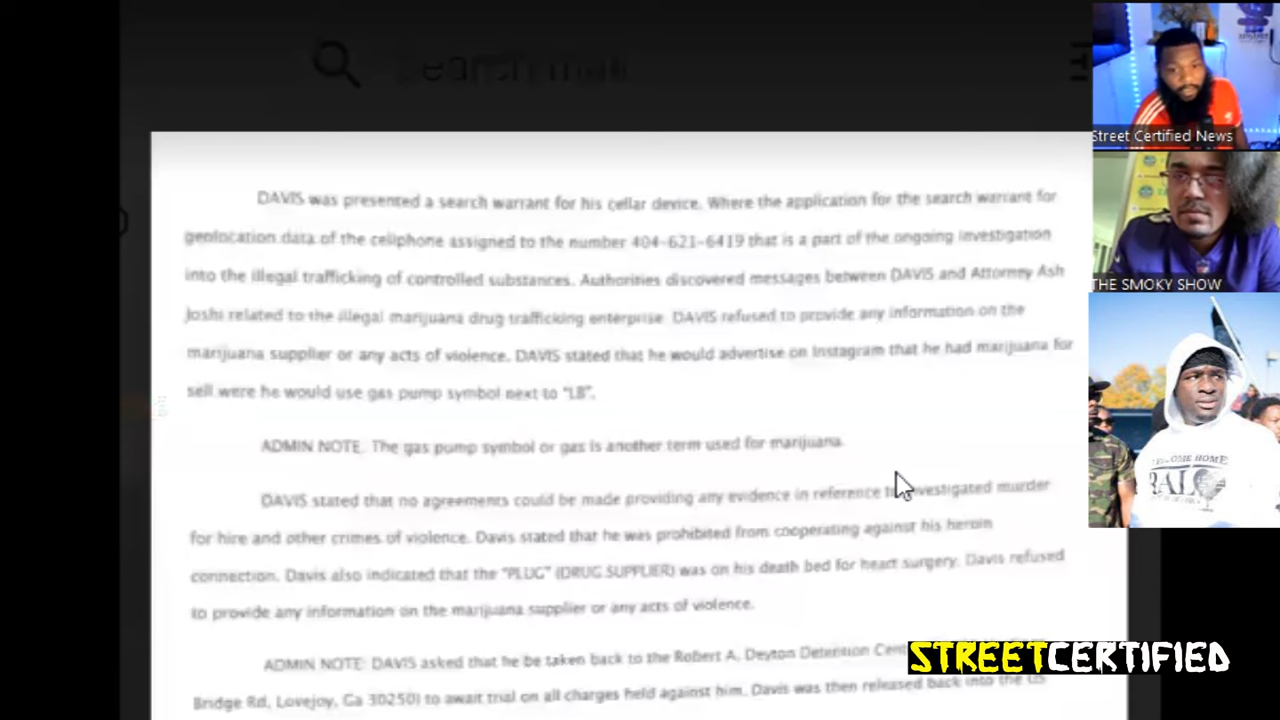 Search mail
DAVIS was presented a search warrant for his cellar device. Where the application for the search warrant for
geolocation data of the cellphone assigned to the number 404-621-6419 that is a part of the ongoing investigation
into the illegal trafficking of controlled substances. Authorities discovered messages between DAVIS and Attorney Ash
Joshi related to the illegal marijuana drug trafficking enterprise. DAVIS refused to provide any information on the
marijuana supplier or any acts of violence. DAVIS stated that he would advertise on Instagram that he had marijuana for
sell were he would use gas pump symbol next to "LB".
ADMIN NOTE: The gas pump symbol or gas is another term used for marijuana.
DAVIS stated that no agreements could be made providing any evidence in reference investigated murder
for hire and other crimes of violence. Davis stated that he was prohibited from cooperating against his heroin
connection. Davis also indicated that the "PLUG" (DRUG SUPPLIER) was on his death bed for heart surgery. Davis refused
to provide any information on the marijuana supplier or any acts of violence.
ADMIN NOTE: DAVIS asked that he be taken back to the Robert A. Deyton Detention
Bridge Rd, Lovejoy, Ga 30250) to await trial on all charges held against him. Davis was then released back into the US
Street Certified News
THE SMOKY SHOW
RALO
STREETCERTIFIED